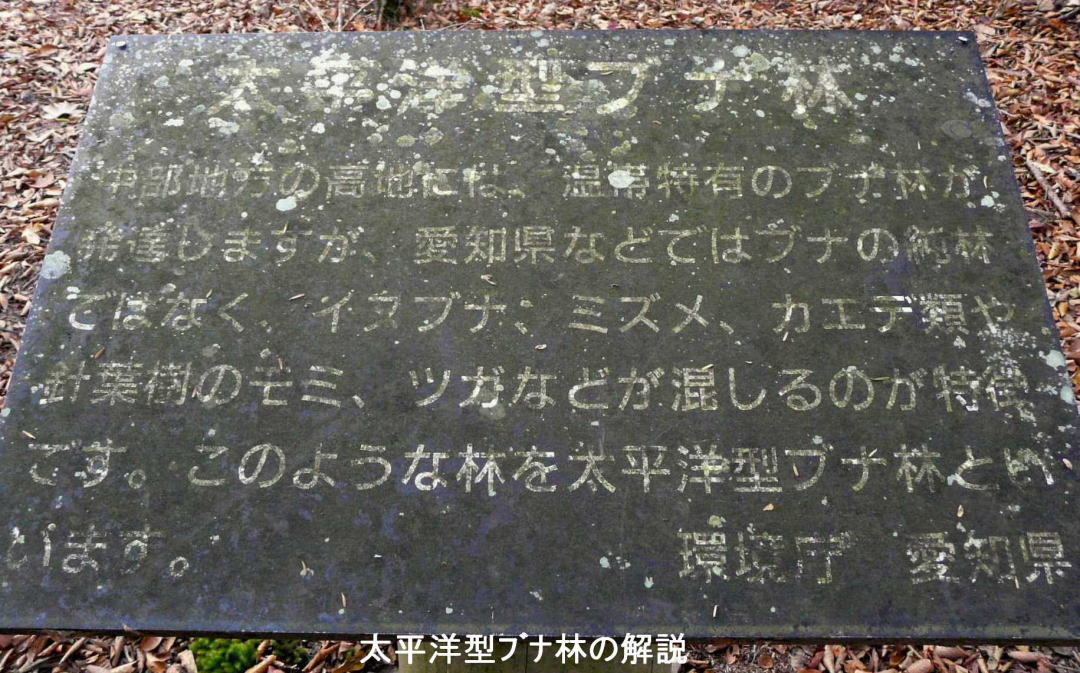 太平洋型ブナ林
中部地方の高地には、温帯特有のブナ林が
発達しますが、愛知県などではブナの純林
ではなく、イヌブナ、ミズメ、カエデ類や、
針葉樹のモミ、ツガなどが混じるのが特徴
です。このような林を太平洋型ブナ林とい
います。 環境庁 愛知県
太平洋型ブナ林の解説